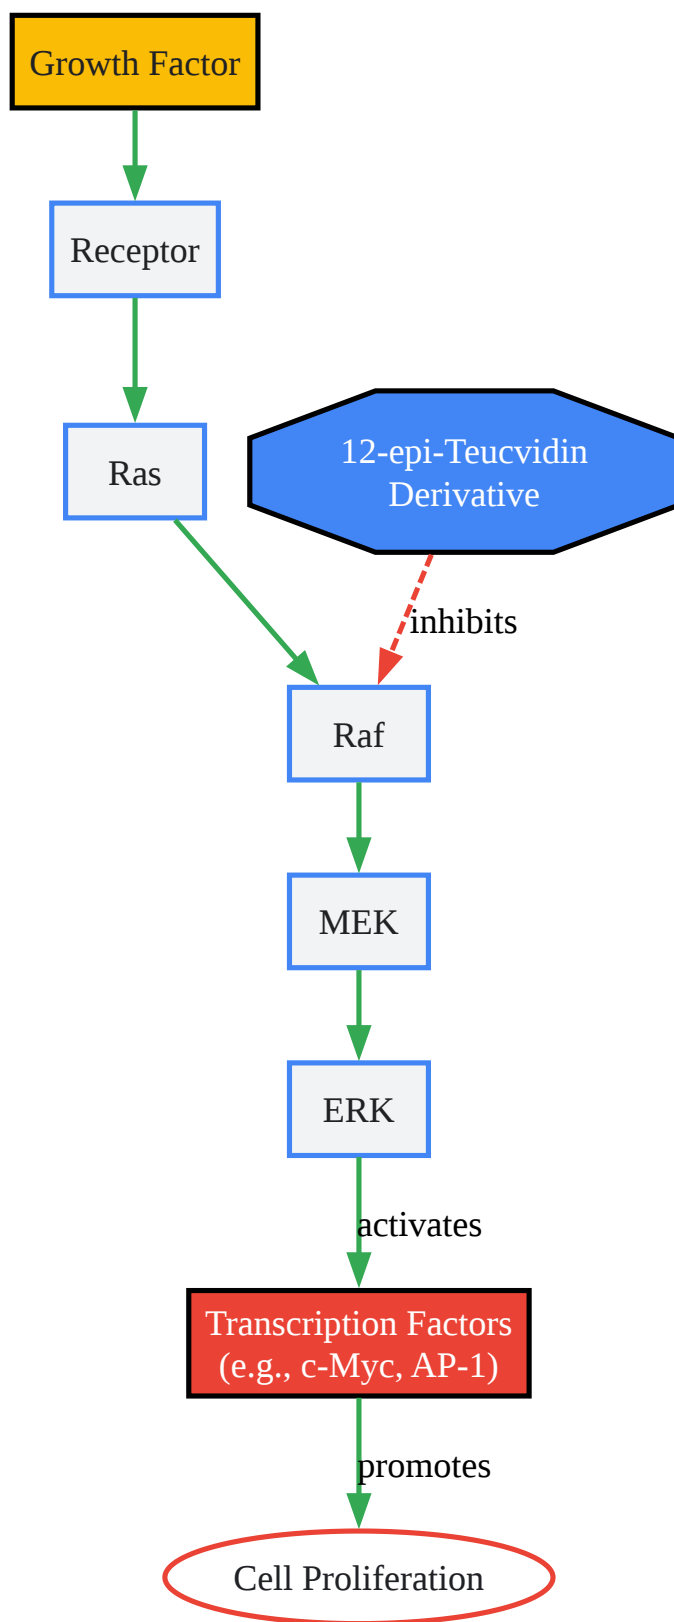 Growth Factor
Receptor
Ras
12-epi-Teucvidin
Derivative
inhibits
Raf
MEK
ERK
activates
Transcription Factors
(e.g., c-Myc, AP-1)
promotes
Cell Proliferation